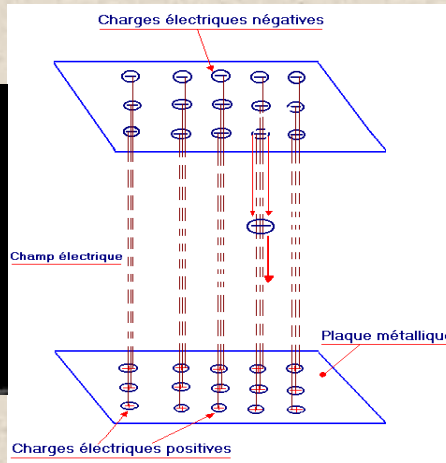 Charges électriques négatives
Champ électrique
Plaque métallique
Charges électriques positives